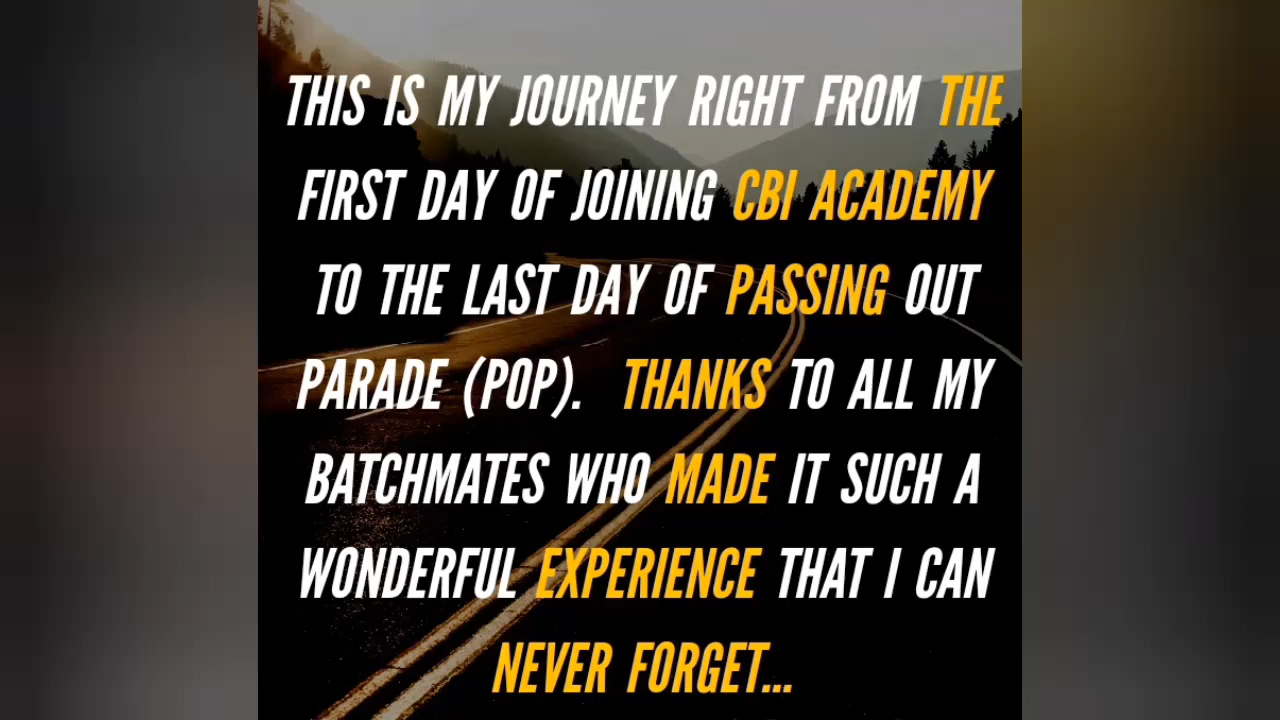 THIS IS MY JOURNEY RIGHT FROM THE
FIRST DAY OF JOINING CBI ACADEMY
TO THE LAST DAY OF PASSING OUT
PARADE (POP). THANKS TO ALL MY
BATCHMATES WHO MADE IT SUCH A
WONDERFUL EXPERIENCE THAT I CAN
NEVER FORGET...